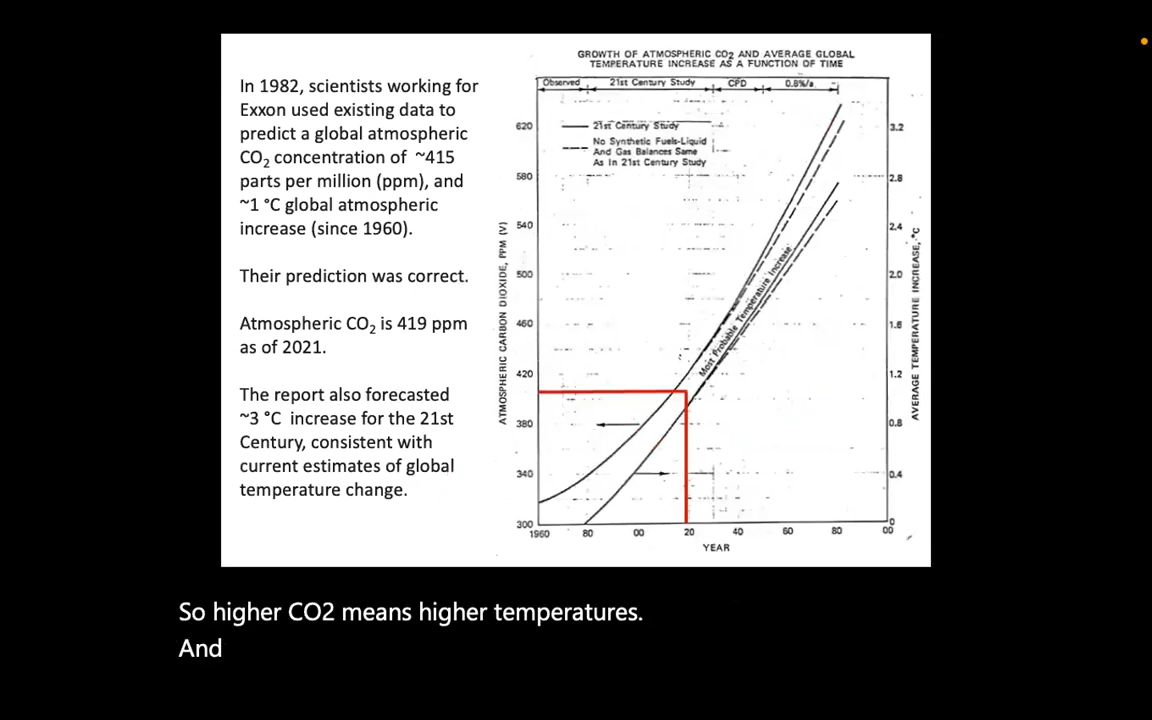 In 1982, scientists working for
Exxon used existing data to
predict a global atmospheric
CO₂ concentration of ~415
parts per million (ppm), and
~1 °C global atmospheric
increase (since 1960).
Their prediction was correct.
Atmospheric CO₂ is 419 ppm
as of 2021.
The report also forecasted
~3 °C increase for the 21st
Century, consistent with
current estimates of global
temperature change.
GROWTH OF ATMOSPHERIC CO₂ AND AVERAGE GLOBAL
TEMPERATURE INCREASE AS A FUNCTION OF TIME
Observed 21st Century Study CPD 0.8%/a
21st Century Study
No Synthetic Fuels-Liquid
And Gas Balances Same
As In 21st Century Study
ATMOSPHERIC CARBON DIOXIDE, PPM (V)
620
580
540
500
460
420
380
340
300
Most Probable Temperature Increase
3.2
2.8
2.4
2.0
1.6
1.2
0.8
0.4
0
AVERAGE TEMPERATURE INCREASE, °C
1960 80 00 20 40 60 80 00
YEAR
So higher CO2 means higher temperatures.
And